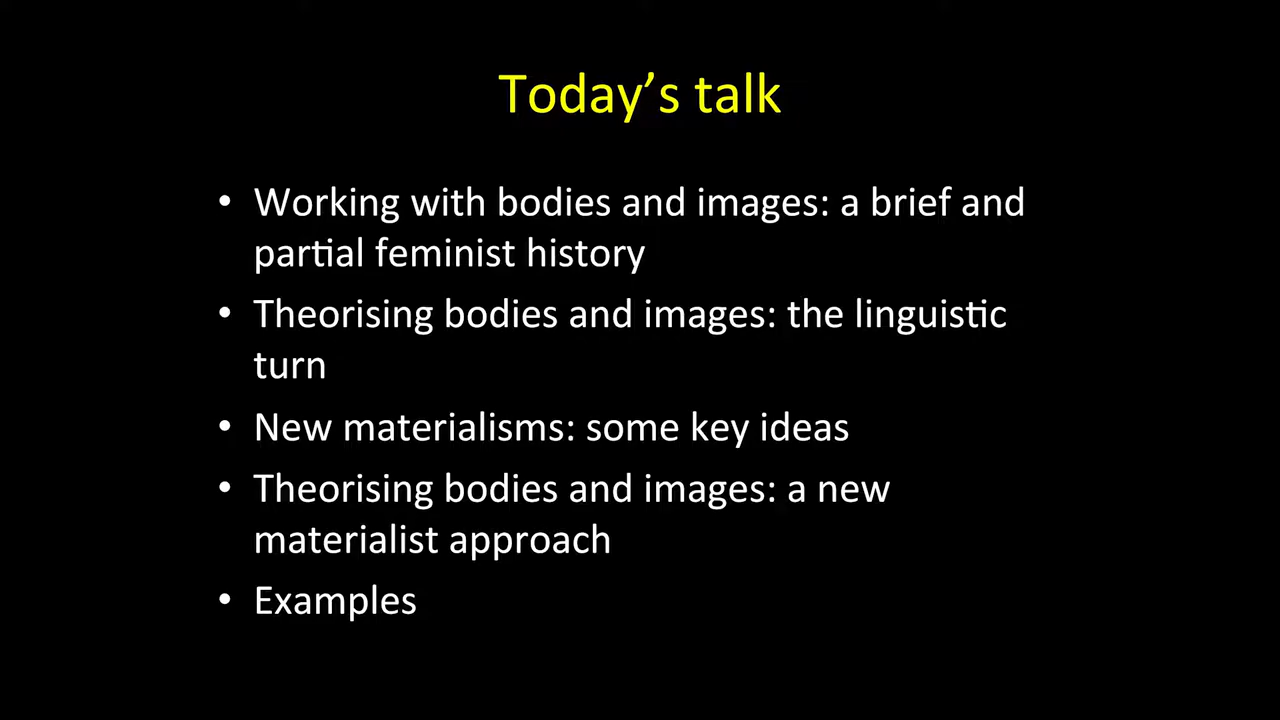 Today’s talk
• Working with bodies and images: a brief and
partial feminist history
• Theorising bodies and images: the linguistic
turn
• New materialisms: some key ideas
• Theorising bodies and images: a new
materialist approach
• Examples